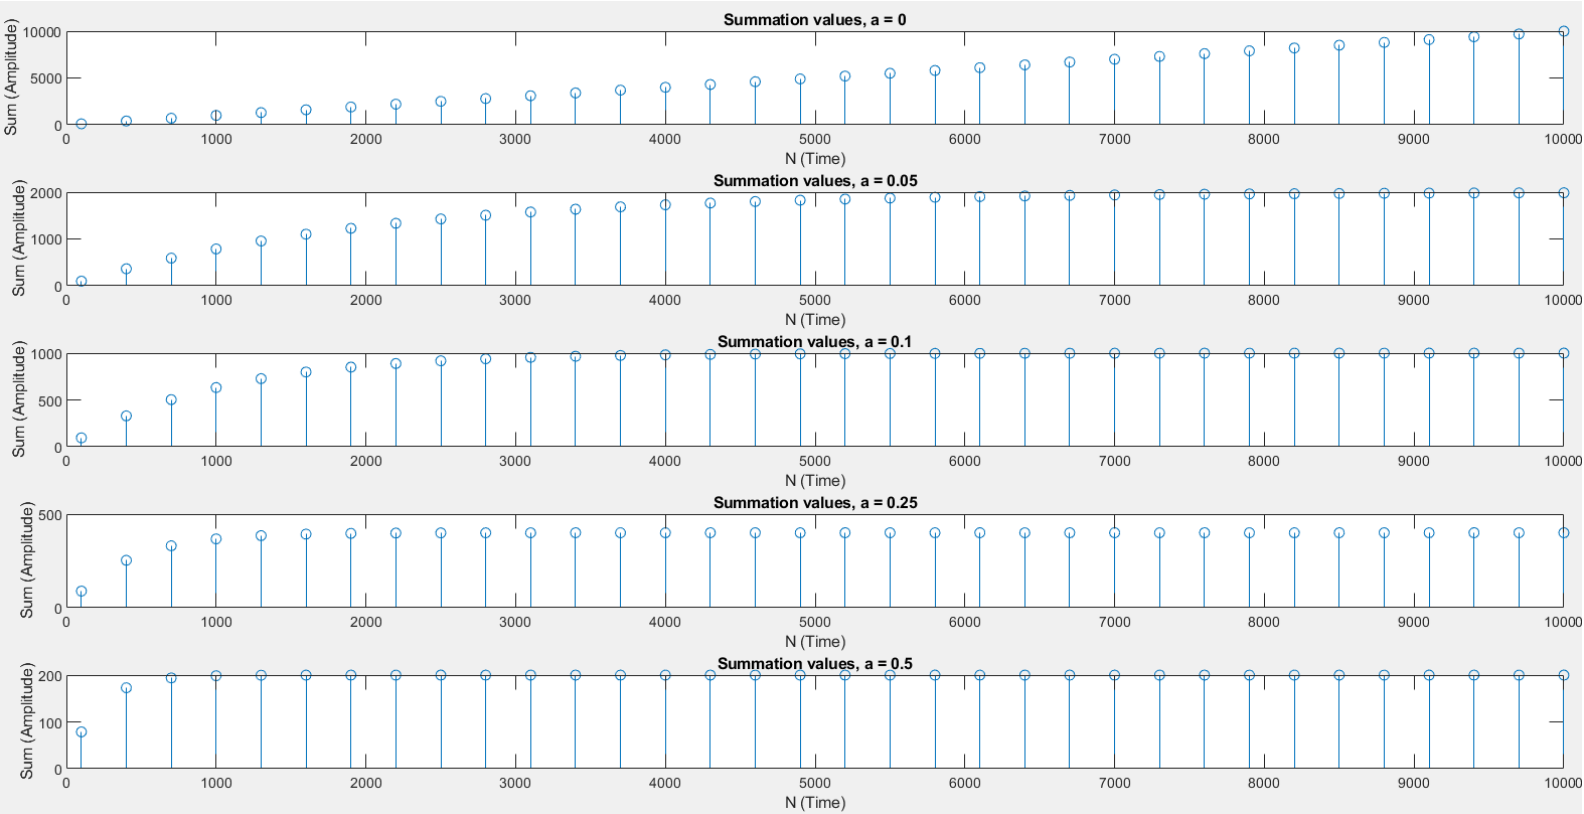 Summation values, a = 0
Sum (Amplitude)
10000
5000
0
0 1000 2000 3000 4000 5000 6000 7000 8000 9000 10000
N (Time)
Summation values, a = 0.05
Sum (Amplitude)
2000
1000
0
0 1000 2000 3000 4000 5000 6000 7000 8000 9000 10000
N (Time)
Summation values, a = 0.1
Sum (Amplitude)
1000
500
0
0 1000 2000 3000 4000 5000 6000 7000 8000 9000 10000
N (Time)
Summation values, a = 0.25
Sum (Amplitude)
500
0
0 1000 2000 3000 4000 5000 6000 7000 8000 9000 10000
N (Time)
Summation values, a = 0.5
Sum (Amplitude)
200
100
0
0 1000 2000 3000 4000 5000 6000 7000 8000 9000 10000
N (Time)